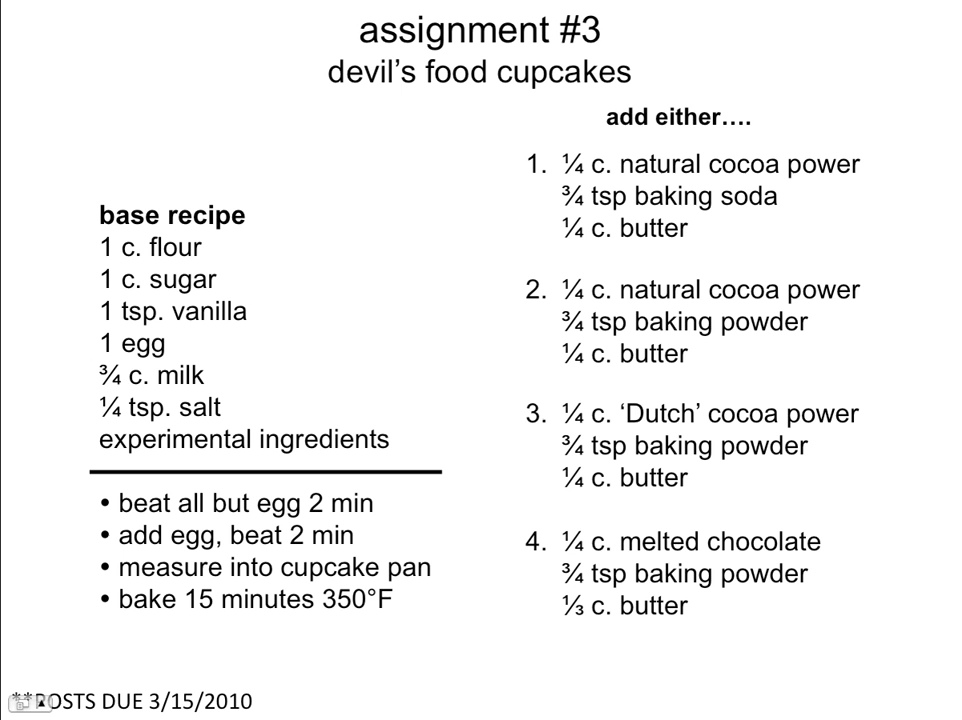 assignment #3
devil’s food cupcakes
base recipe
1 c. flour
1 c. sugar
1 tsp. vanilla
1 egg
¾ c. milk
¼ tsp. salt
experimental ingredients
• beat all but egg 2 min
• add egg, beat 2 min
• measure into cupcake pan
• bake 15 minutes 350°F
add either….
1. ¼ c. natural cocoa power
¾ tsp baking soda
¼ c. butter
2. ¼ c. natural cocoa power
¾ tsp baking powder
¼ c. butter
3. ¼ c. ‘Dutch’ cocoa power
¾ tsp baking powder
¼ c. butter
4. ¼ c. melted chocolate
¾ tsp baking powder
⅓ c. butter
**POSTS DUE 3/15/2010